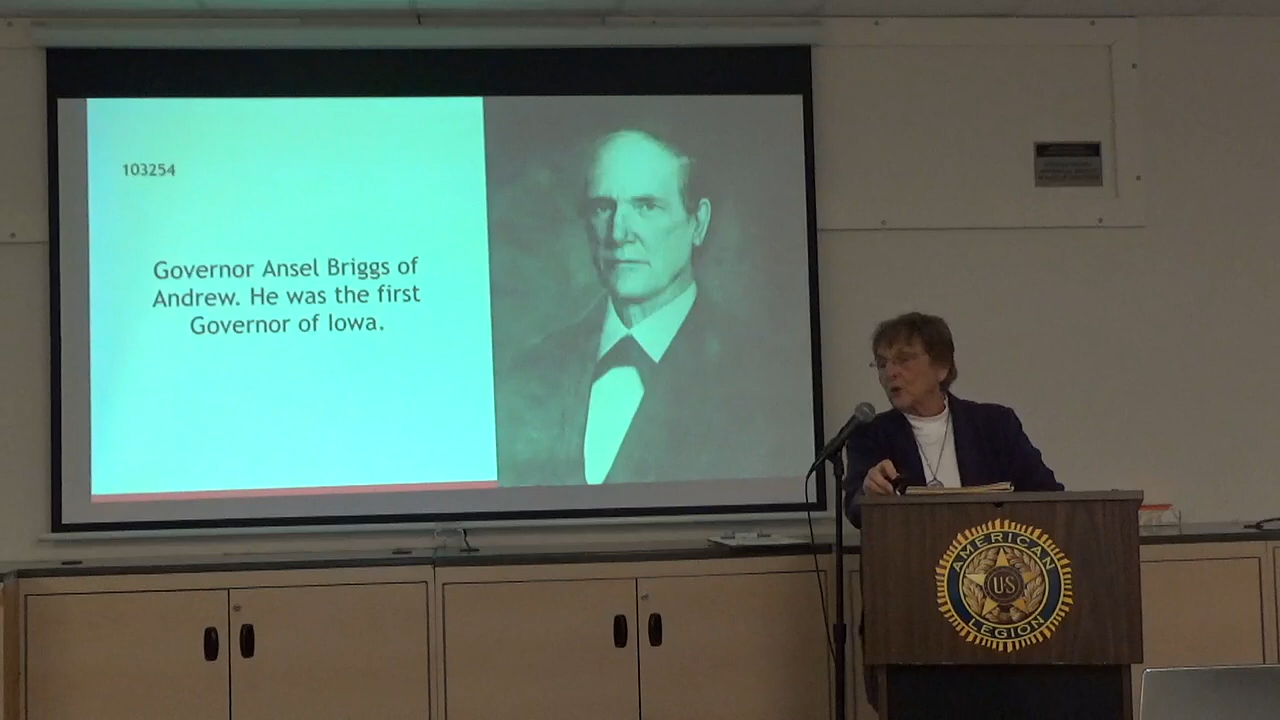 103254
Governor Ansel Briggs of
Andrew. He was the first
Governor of Iowa.
AMERICAN
US
LEGION